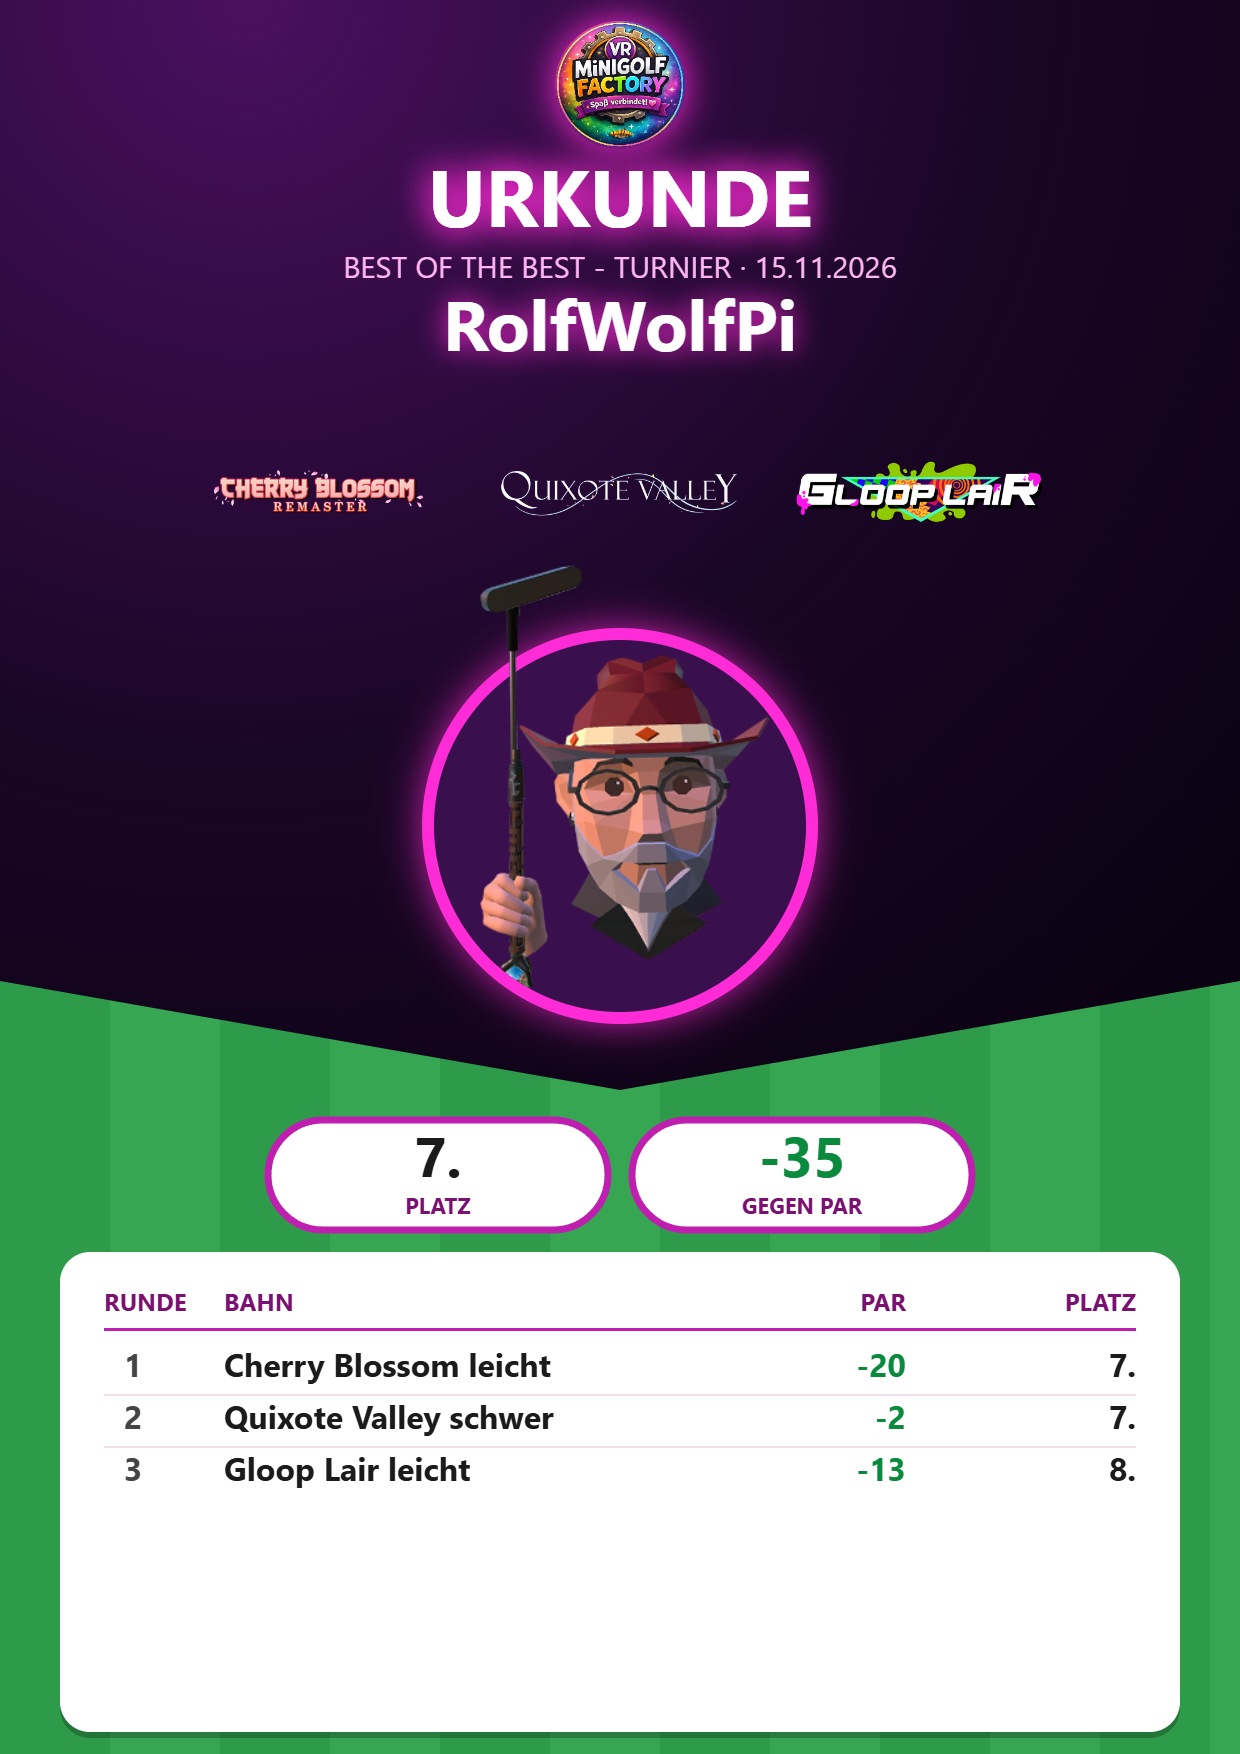 VR
MiNIGOLF
FACTORY
Spaß verbindet!
URKUNDE
BEST OF THE BEST - TURNIER · 15.11.2026
RolfWolfPi
CHERRY BLOSSOM
REMASTER
QUIXOTE VALLEY
GLOOP LAiR
7.
PLATZ
-35
GEGEN PAR
RUNDE BAHN PAR PLATZ
1 Cherry Blossom leicht -20 7.
2 Quixote Valley schwer -2 7.
3 Gloop Lair leicht -13 8.